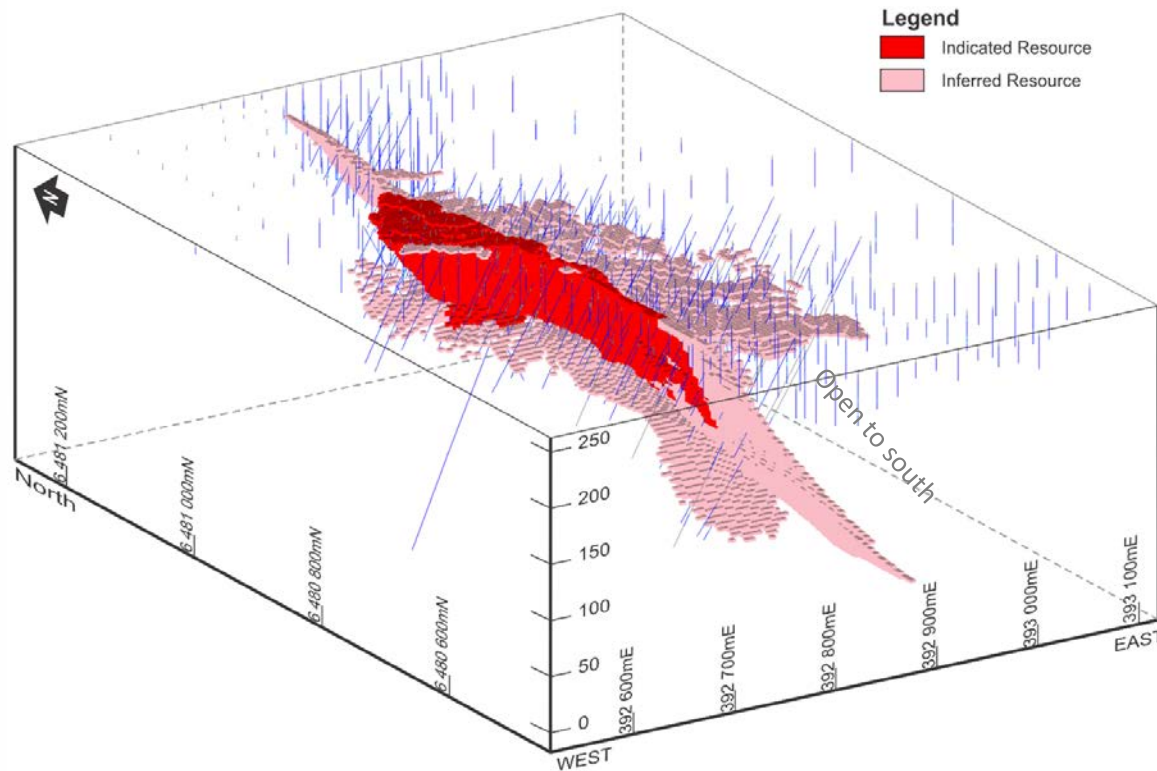 Legend
Indicated Resource
Inferred Resource
N
Open to south
250
200
150
100
50
0
North
6 481 200mN
6 481 000mN
6 480 800mN
6 480 600mN
WEST
392 600mE
392 700mE
392 800mE
392 900mE
393 000mE
393 100mE
EAST